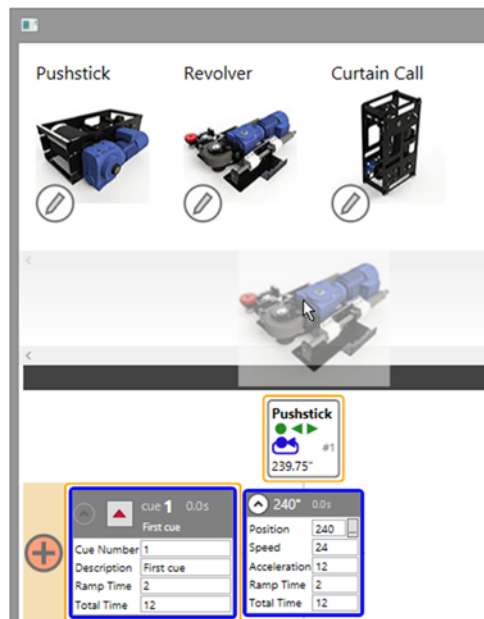 Pushstick Revolver Curtain Call
Pushstick
#1
239.75"
cue 1 0.0s
First cue
Cue Number 1
Description First cue
Ramp Time 2
Total Time 12
240" 0.0s
Position 240 ...
Speed 24
Acceleration 12
Ramp Time 2
Total Time 12